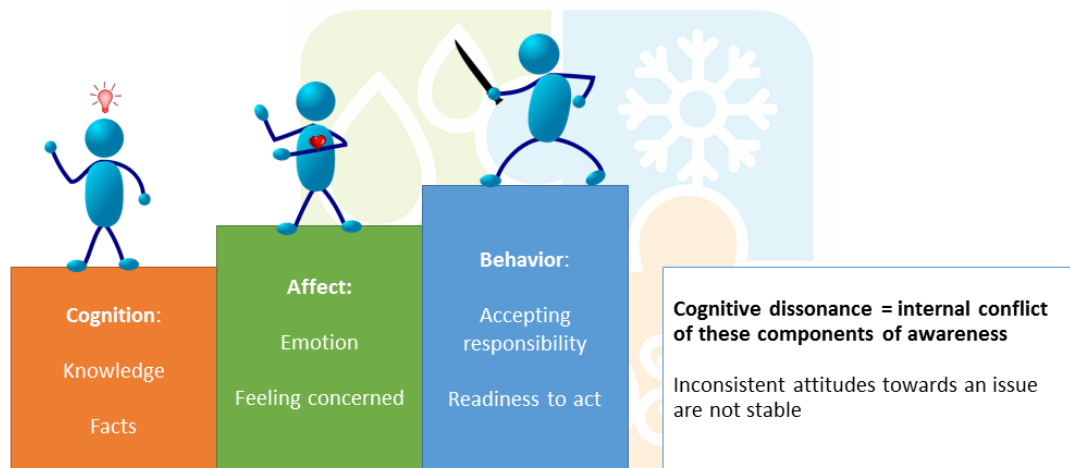 Cognition:
Knowledge
Facts
Affect:
Emotion
Feeling concerned
Behavior:
Accepting
responsibility
Readiness to act
Cognitive dissonance = internal conflict
of these components of awareness
Inconsistent attitudes towards an issue
are not stable